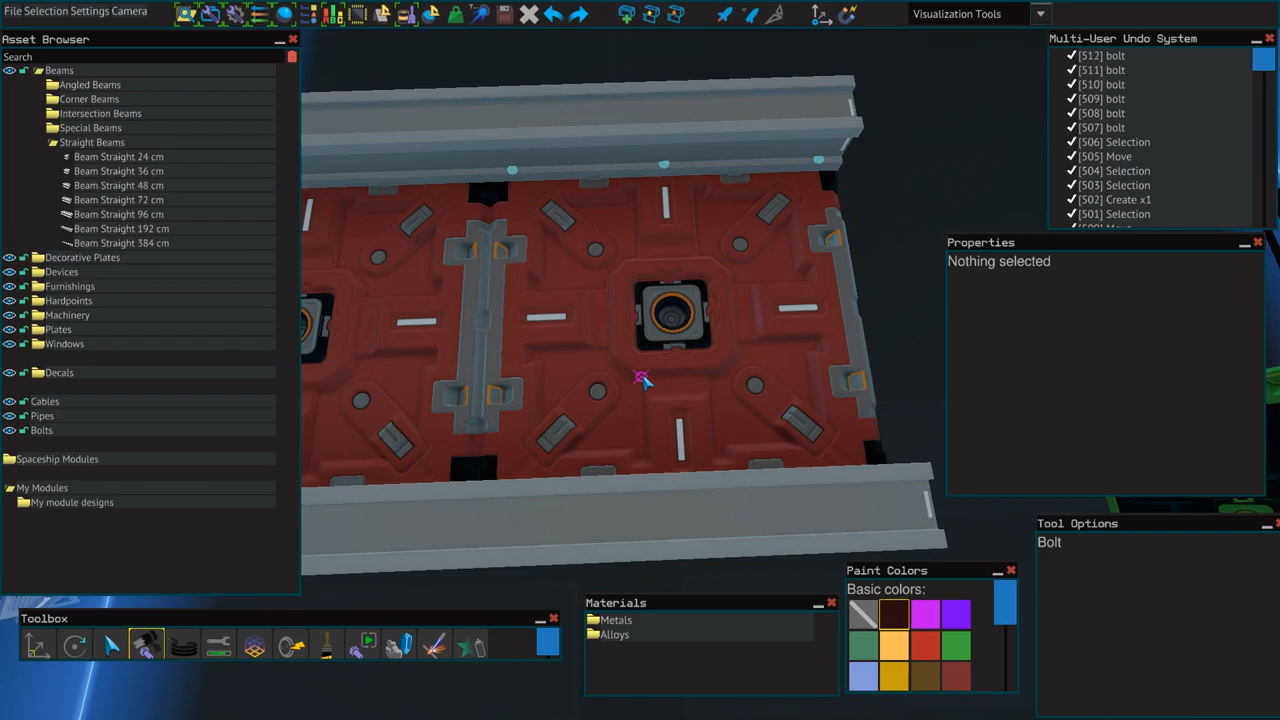 File Selection Settings Camera
Visualization Tools
Asset Browser
Search
Beams
Angled Beams
Corner Beams
Intersection Beams
Special Beams
Straight Beams
Beam Straight 24 cm
Beam Straight 36 cm
Beam Straight 48 cm
Beam Straight 72 cm
Beam Straight 96 cm
Beam Straight 192 cm
Beam Straight 384 cm
Decorative Plates
Devices
Furnishings
Hardpoints
Machinery
Plates
Windows
Decals
Cables
Pipes
Bolts
Spaceship Modules
My Modules
My module designs
Multi-User Undo System
[512] bolt
[511] bolt
[510] bolt
[509] bolt
[508] bolt
[507] bolt
[506] Selection
[505] Move
[504] Selection
[503] Selection
[502] Create x1
[501] Selection
Properties
Nothing selected
Tool Options
Bolt
Paint Colors
Basic colors:
Materials
Metals
Alloys
Toolbox